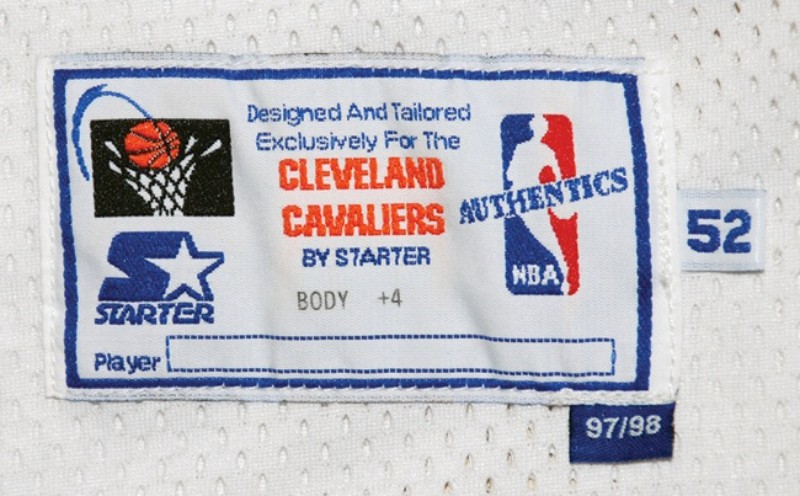 Designed And Tailored
Exclusively For The
CLEVELAND
CAVALIERS
BY STARTER
BODY +4
STARTER
AUTHENTICS
NBA
52
Player
97/98